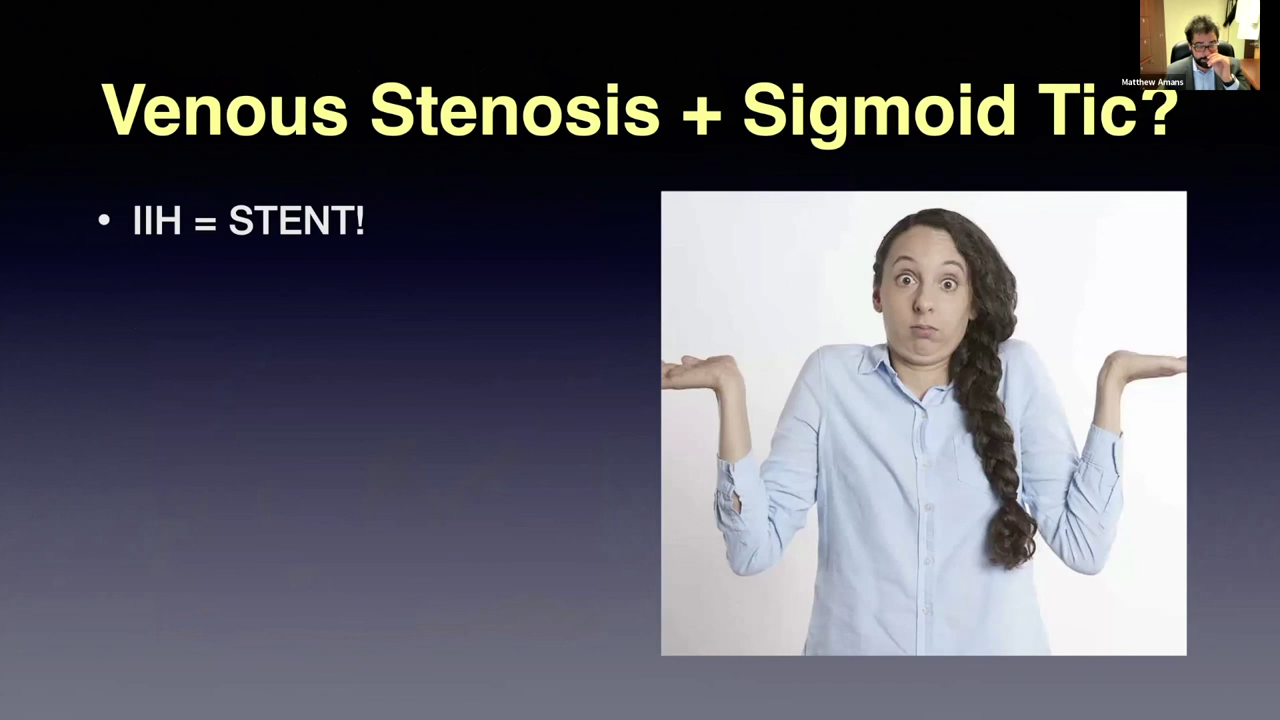 Matthew Amans
Venous Stenosis + Sigmoid Tic?
• IIH = STENT!